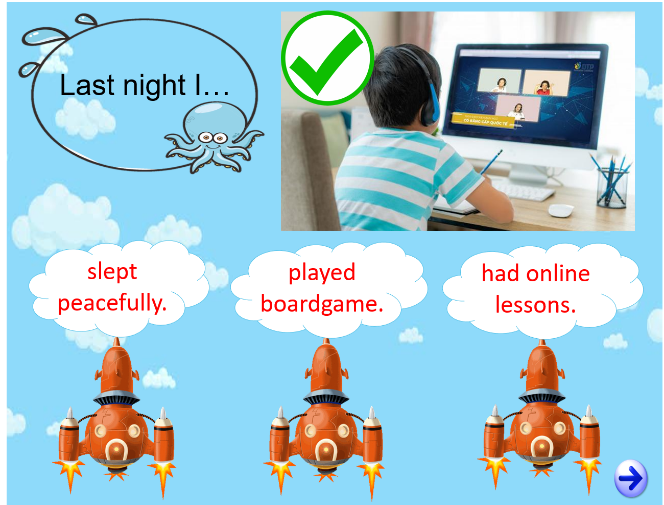 Last night I…
slept
peacefully.
played
boardgame.
had online
lessons.